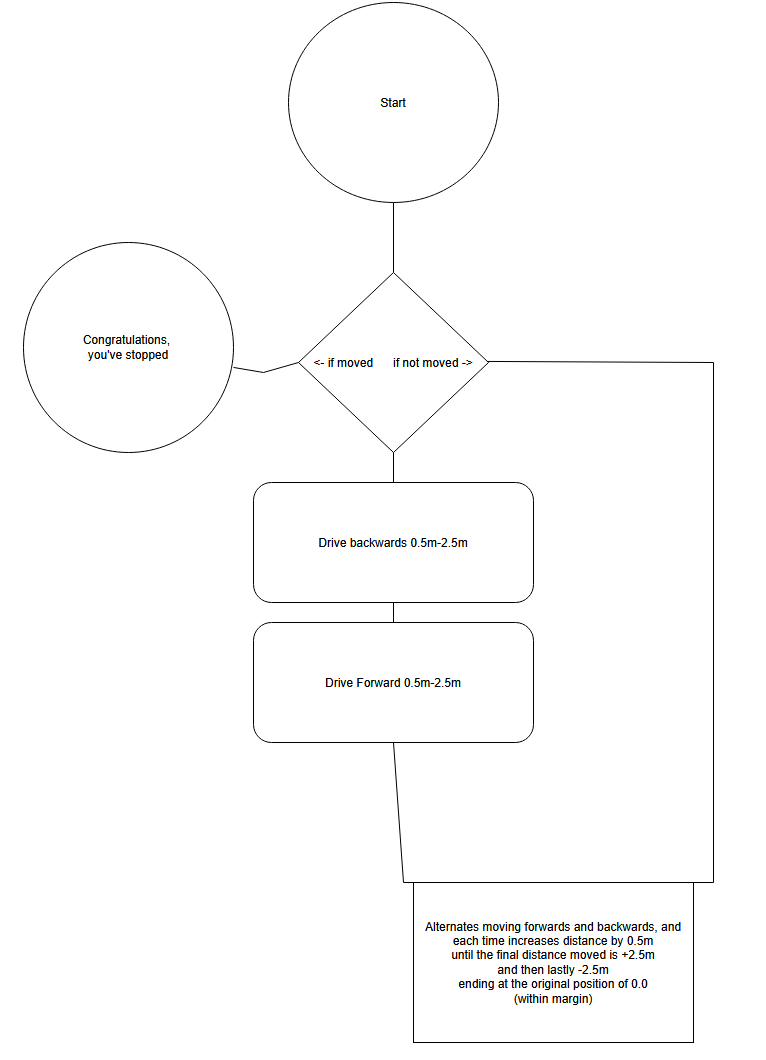 Start
Congratulations,
you've stopped
<- if moved
if not moved ->
Drive backwards 0.5m-2.5m
Drive Forward 0.5m-2.5m
Alternates moving forwards and backwards, and
each time increases distance by 0.5m
until the final distance moved is +2.5m
and then lastly -2.5m
ending at the original position of 0.0
(within margin)